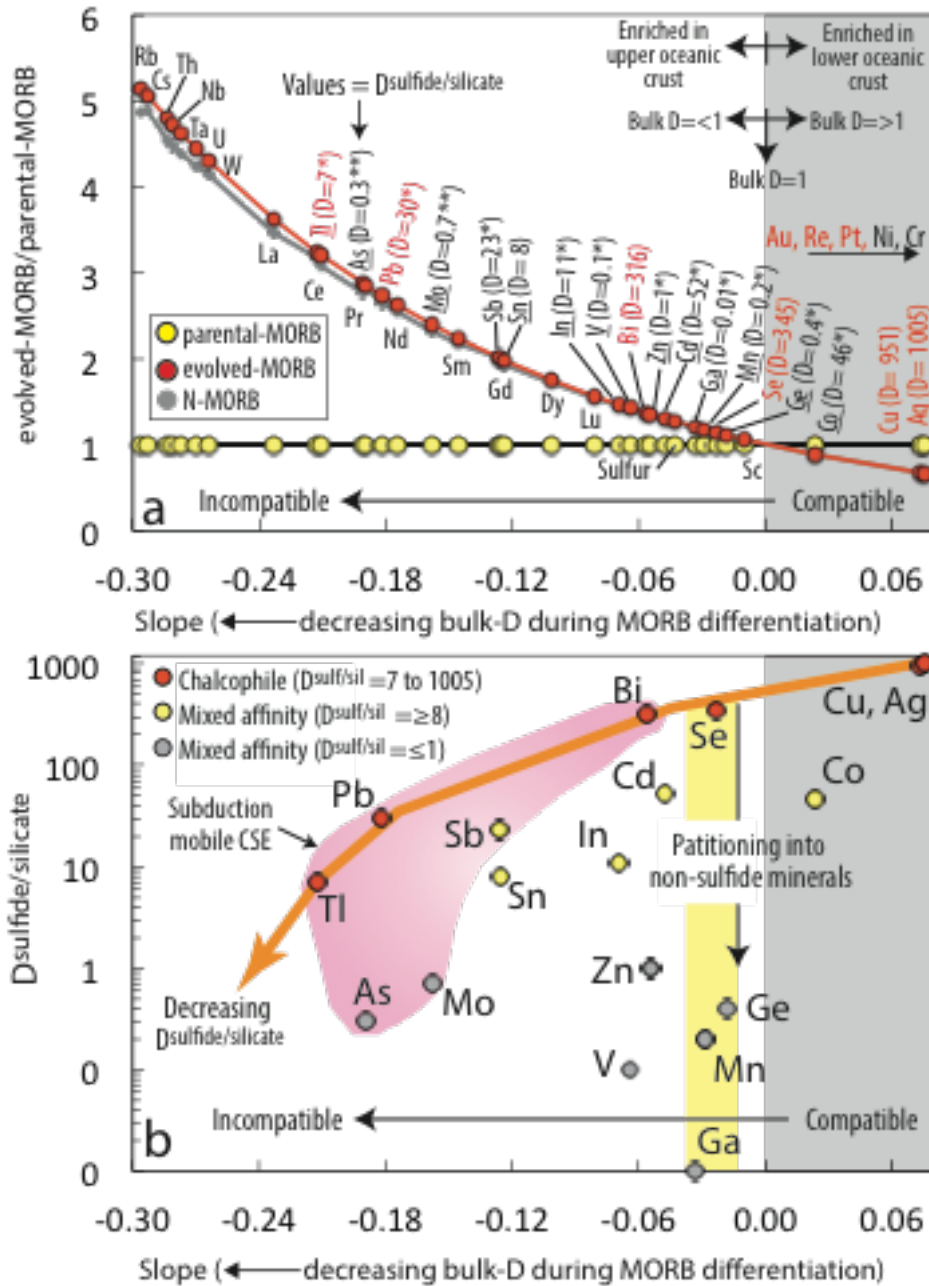 evolved-MORB/parental-MORB
6
5
4
3
2
1
0
Rb
Cs
Th
Nb
Ta
U
W
La
Ce
Pr
Nd
Sm
Gd
Dy
Lu
Sulfur
Sc
Values = Dsulfide/silicate
Tl (D=7*)
As (D=0.3**)
Pb (D=30*)
Mo (D=0.7**)
Sb (D=23*)
Sn (D= 8)
In (D=11*)
V (D=0.1*)
Bi (D=316)
Zn (D=1*)
Cd (D=52*)
Ga (D=0.01*)
Mn (D=0.2*)
Se (D=345)
Ge (D=0.4*)
Co (D= 46*)
Cu (D= 951)
Ag (D= 1005)
Enriched in
upper oceanic
crust
Enriched in
lower oceanic
crust
Bulk D=<1
Bulk D=>1
Bulk D=1
Au, Re, Pt, Ni, Cr
parental-MORB
evolved-MORB
N-MORB
a
Incompatible
Compatible
-0.30 -0.24 -0.18 -0.12 -0.06 0.00 0.06
Slope (←decreasing bulk-D during MORB differentiation)
Dsulfide/silicate
1000
100
10
1
0
0
Chalcophile (Dsulf/sil =7 to 1005)
Mixed affinity (Dsulf/sil =≥8)
Mixed affinity (Dsulf/sil =≤1)
Bi
Se
Cu, Ag
Cd
Co
Pb
Subduction
mobile CSE
Sb
In
Patitioning into
non-sulfide minerals
Tl
Sn
Zn
As
Mo
Ge
Decreasing
Dsulfide/silicate
V
Mn
Ga
b
Incompatible
Compatible
-0.30 -0.24 -0.18 -0.12 -0.06 0.00 0.06
Slope (←decreasing bulk-D during MORB differentiation)